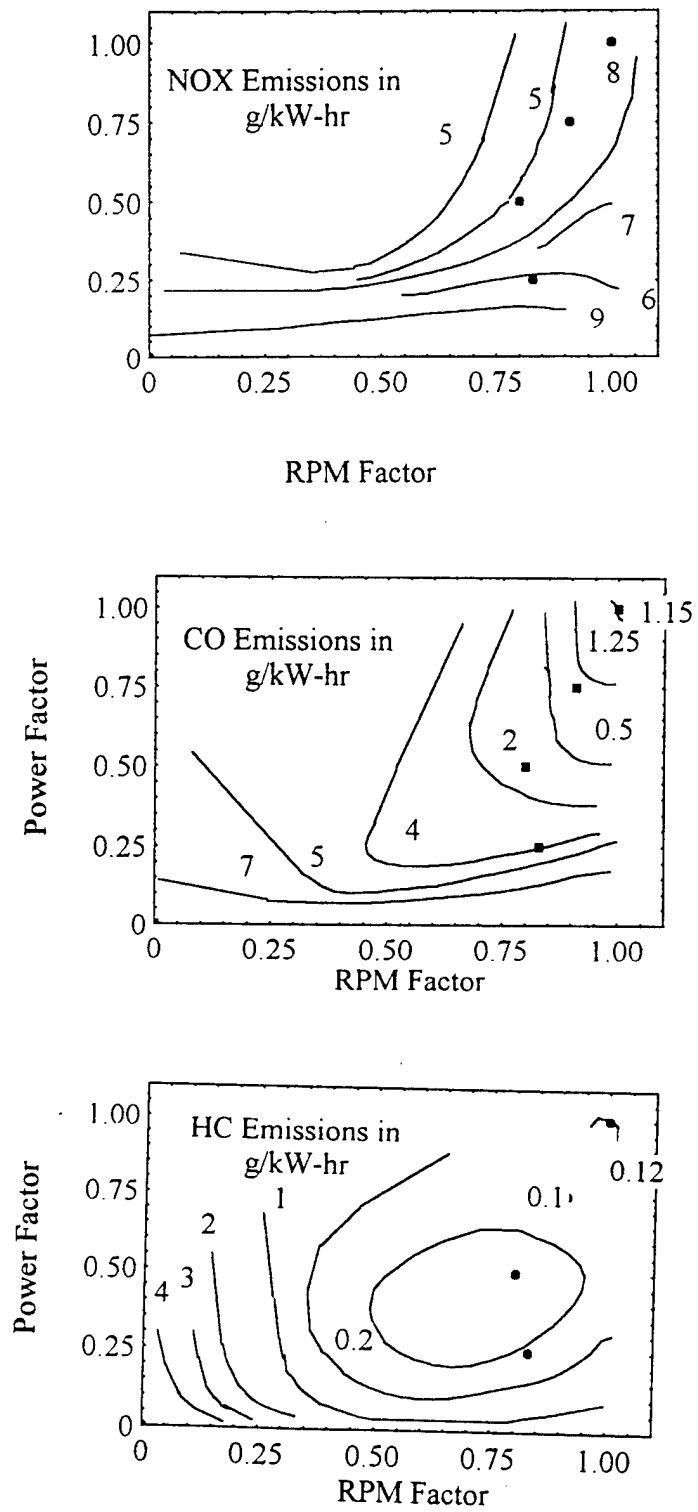 1.00
NOX Emissions in
g/kW-hr
8
5
5
0.75
0.50
7
0.25
6
9
0
0 0.25 0.50 0.75 1.00
RPM Factor
1.00
1.15
CO Emissions in
g/kW-hr
1.25
0.75
0.5
2
Power Factor
0.50
4
0.25
7
5
0
0 0.25 0.50 0.75 1.00
RPM Factor
1.00
HC Emissions in
g/kW-hr
0.12
0.1
1
0.75
2
Power Factor
0.50
4
3
0.2
0.25
0
0 0.25 0.50 0.75 1.00
RPM Factor